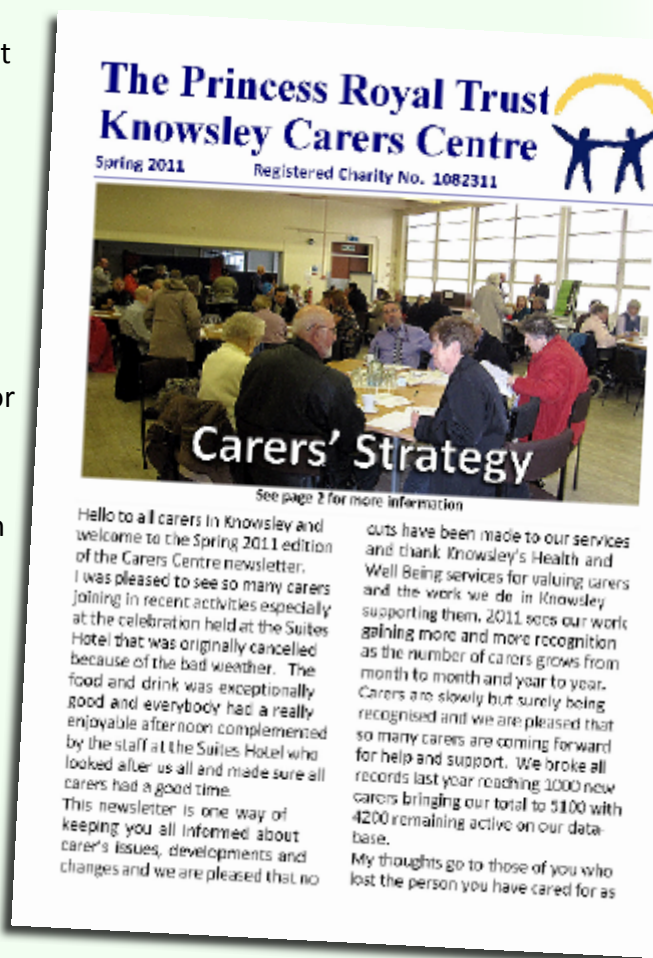 t
or
n
The Princess Royal Trust
Knowsley Carers Centre
Spring 2011 Registered Charity No. 1082311
Carers' Strategy
See page 2 for more information
Hello to all carers in Knowsley and
welcome to the Spring 2011 edition
of the Carers Centre newsletter.
I was pleased to see so many carers
joining in recent activities especially
at the celebration held at the Suites
Hotel that was originally cancelled
because of the bad weather. The
food and drink was exceptionally
good and everybody had a really
enjoyable afternoon complemented
by the staff at the Suites Hotel who
looked after us all and made sure all
carers had a good time.
This newsletter is one way of
keeping you all informed about
carer's issues, developments and
changes and we are pleased that no
cuts have been made to our services
and thank Knowsley's Health and
Well Being services for valuing carers
and the work we do in Knowsley
supporting them. 2011 sees our work
gaining more and more recognition
as the number of carers grows from
month to month and year to year.
Carers are slowly but surely being
recognised and we are pleased that
so many carers are coming forward
for help and support. We broke all
records last year reaching 1000 new
carers bringing our total to 5100 with
4200 remaining active on our data-
base.
My thoughts go to those of you who
lost the person you have cared for as